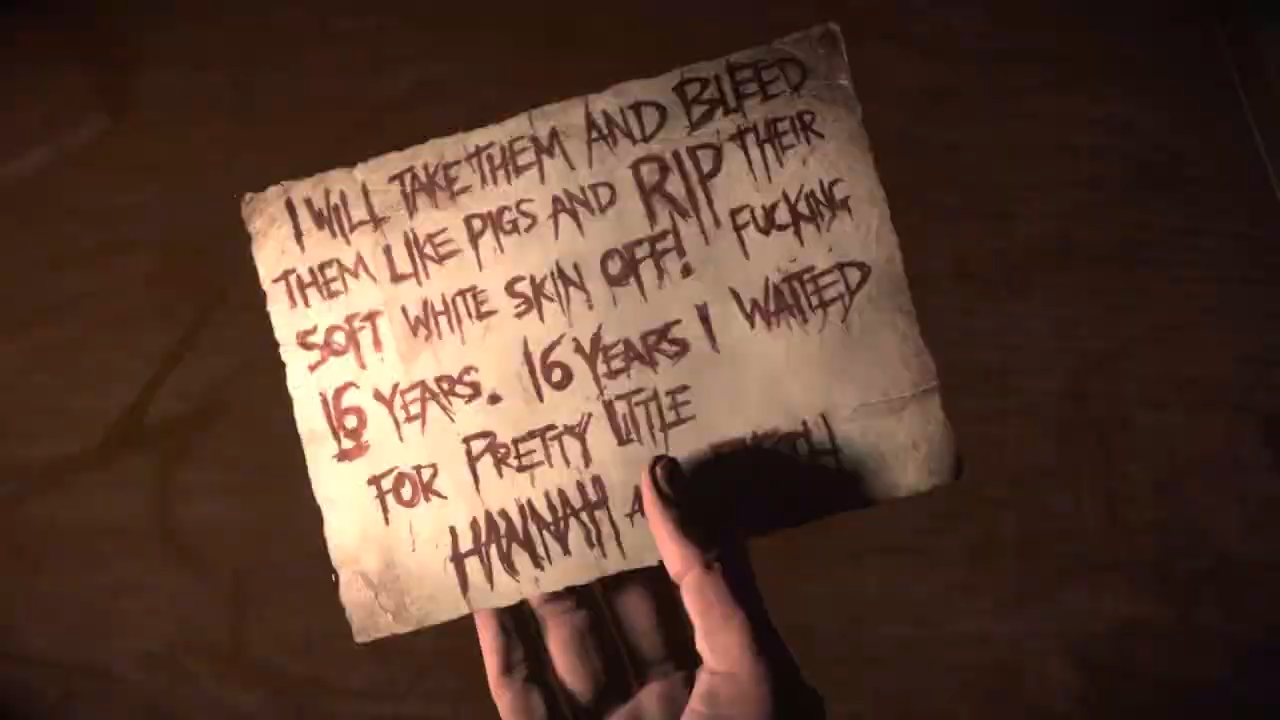 I WILL TAKE THEM AND BLEED
THEM LIKE PIGS AND RIP THEIR
SOFT WHITE SKIN OFF! FUCKING
16 YEARS. 16 YEARS I WAITED
FOR PRETTY LITTLE
HANNAH